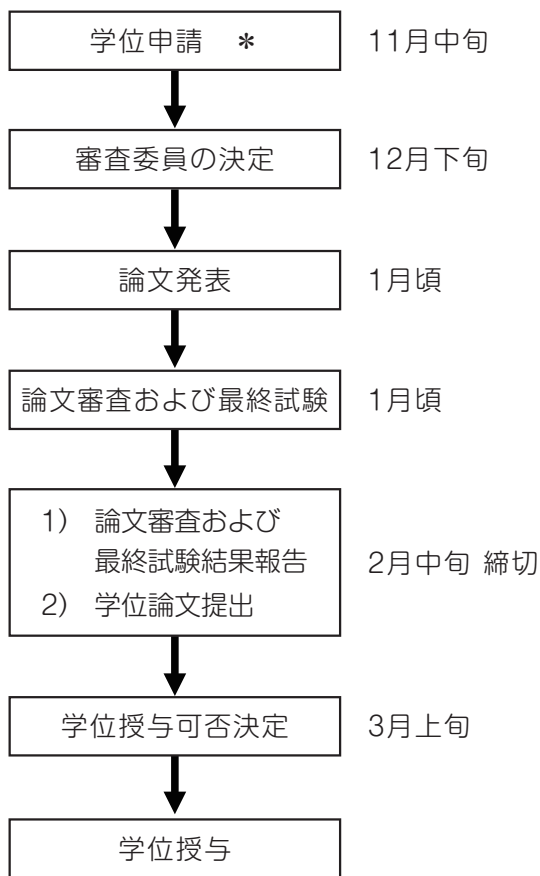 学位申請 * 11月中旬
審査委員の決定 12月下旬
論文発表 1月頃
論文審査および最終試験 1月頃
1) 論文審査および
最終試験結果報告 2月中旬 締切
2) 学位論文提出
学位授与可否決定 3月上旬
学位授与